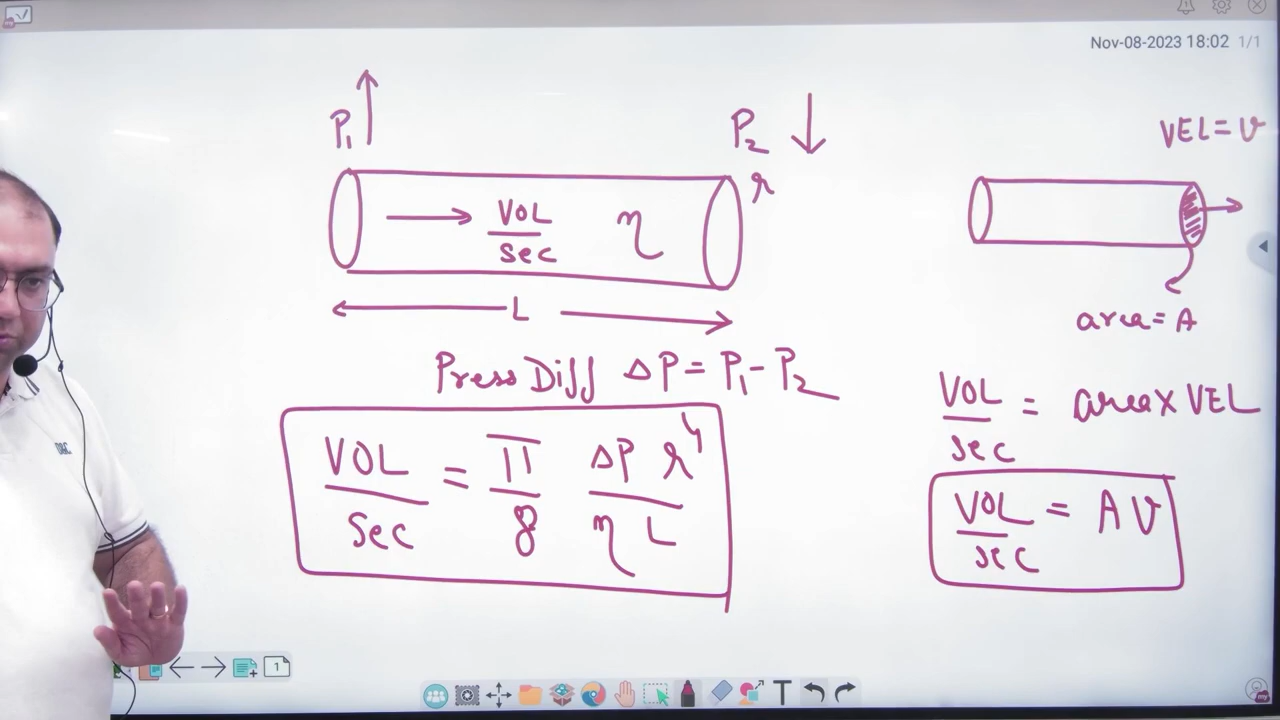 Nov-08-2023 18:02 1/1
P₁ ↑
P₂ ↓
r
→ VOL/sec η
← L →
Press Diff ΔP = P₁ - P₂
VOL/sec = π/8 ΔP r⁴/η L
VEL = v
area = A
VOL/sec = area x VEL
VOL/sec = A v
1
T